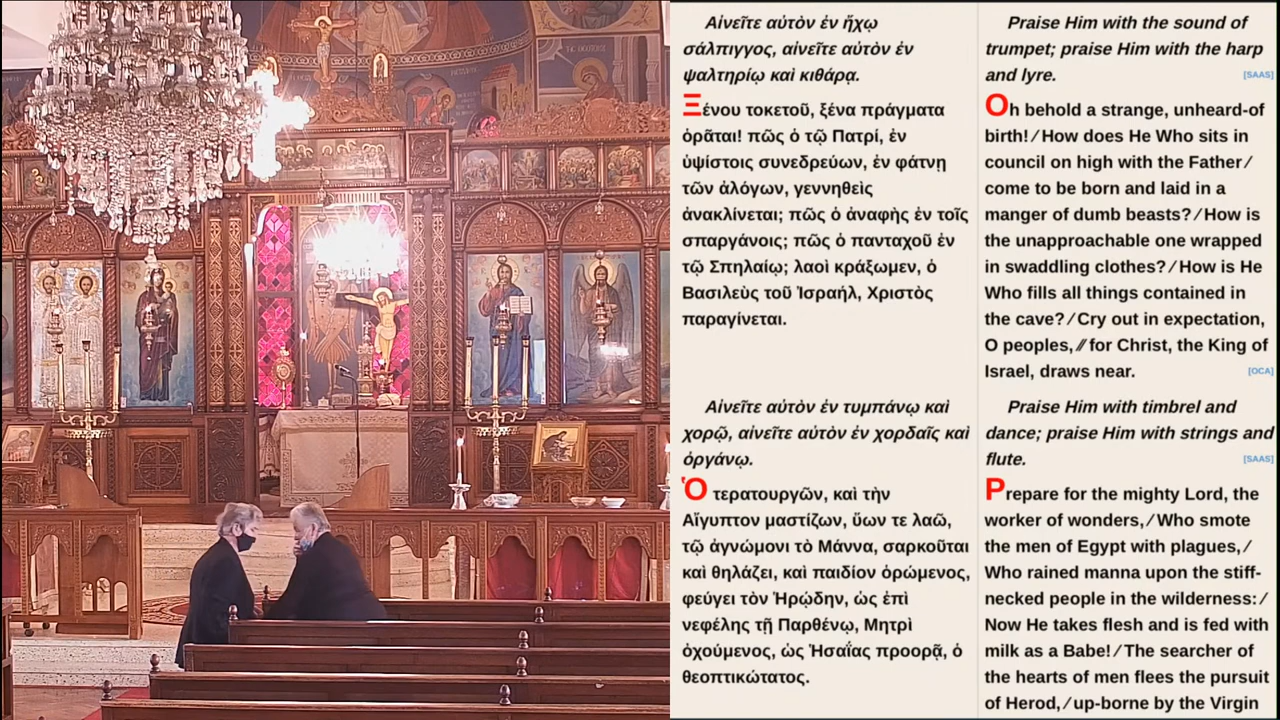 Αἰνεῖτε αὐτὸν ἐν ἤχῳ
σάλπιγγος, αἰνεῖτε αὐτὸν ἐν
ψαλτηρίῳ καὶ κιθάρᾳ.
Ξένου τοκετοῦ, ξένα πράγματα
ὁρᾶται! πῶς ὁ τῷ Πατρί, ἐν
ὑψίστοις συνεδρεύων, ἐν φάτνῃ
τῶν ἀλόγων, γεννηθεὶς
ἀνακλίνεται; πῶς ὁ ἀναφὴς ἐν τοῖς
σπαργάνοις; πῶς ὁ πανταχοῦ ἐν
τῷ Σπηλαίῳ; λαοὶ κράξωμεν, ὁ
Βασιλεὺς τοῦ Ἰσραήλ, Χριστὸς
παραγίνεται.
Αἰνεῖτε αὐτὸν ἐν τυμπάνῳ καὶ
χορῷ, αἰνεῖτε αὐτὸν ἐν χορδαῖς καὶ
ὀργάνῳ.
Ὁ τερατουργῶν, καὶ τὴν
Αἴγυπτον μαστίζων, ὕων τε λαῶ,
τῷ ἀγνώμονι τὸ Μάννα, σαρκοῦται
καὶ θηλάζει, καὶ παιδίον ὁρώμενος,
φεύγει τὸν Ἡρῴδην, ὡς ἐπὶ
νεφέλης τῇ Παρθένῳ, Μητρὶ
ὀχούμενος, ὡς Ἡσαΐας προορᾷ, ὁ
θεοπτικώτατος.
Praise Him with the sound of
trumpet; praise Him with the harp
and lyre. [SAAS]
Oh behold a strange, unheard-of
birth! / How does He Who sits in
council on high with the Father /
come to be born and laid in a
manger of dumb beasts? / How is
the unapproachable one wrapped
in swaddling clothes? / How is He
Who fills all things contained in
the cave? / Cry out in expectation,
O peoples, // for Christ, the King of
Israel, draws near. [OCA]
Praise Him with timbrel and
dance; praise Him with strings and
flute. [SAAS]
Prepare for the mighty Lord, the
worker of wonders, / Who smote
the men of Egypt with plagues, /
Who rained manna upon the stiff-
necked people in the wilderness: /
Now He takes flesh and is fed with
milk as a Babe! / The searcher of
the hearts of men flees the pursuit
of Herod, / up-borne by the Virgin